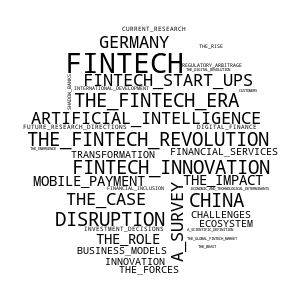 CURRENT_RESEARCH
GERMANY
THE_RISE
FINTECH
REGULATORY_ARBITRAGE
THE_DIGITAL_REVOLUTION
SHADOW_BANKS
FINTECH_START_UPS
INTERNATIONAL_DEVELOPMENT
CUSTOMERS
THE_FINTECH_ERA
ARTIFICIAL_INTELLIGENCE
FUTURE_RESEARCH_DIRECTIONS
DIGITAL_FINANCE
THE_FINTECH_REVOLUTION
THE_EMERGENCE
TRANSFORMATION
FINANCIAL_SERVICES
FINTECH_INNOVATION
MOBILE_PAYMENT
THE_IMPACT
FINANCIAL_INCLUSION
ECONOMIC_AND_TECHNOLOGICAL_DETERMINANTS
THE_CASE
A_SURVEY
CHINA
DISRUPTION
CHALLENGES
ECOSYSTEM
INVESTMENT_DECISIONS
A_SCIENTIFIC_DEFINITION
THE_ROLE
THE_GLOBAL_FINTECH_MARKET
BUSINESS_MODELS
INNOVATION
THE_FORCES